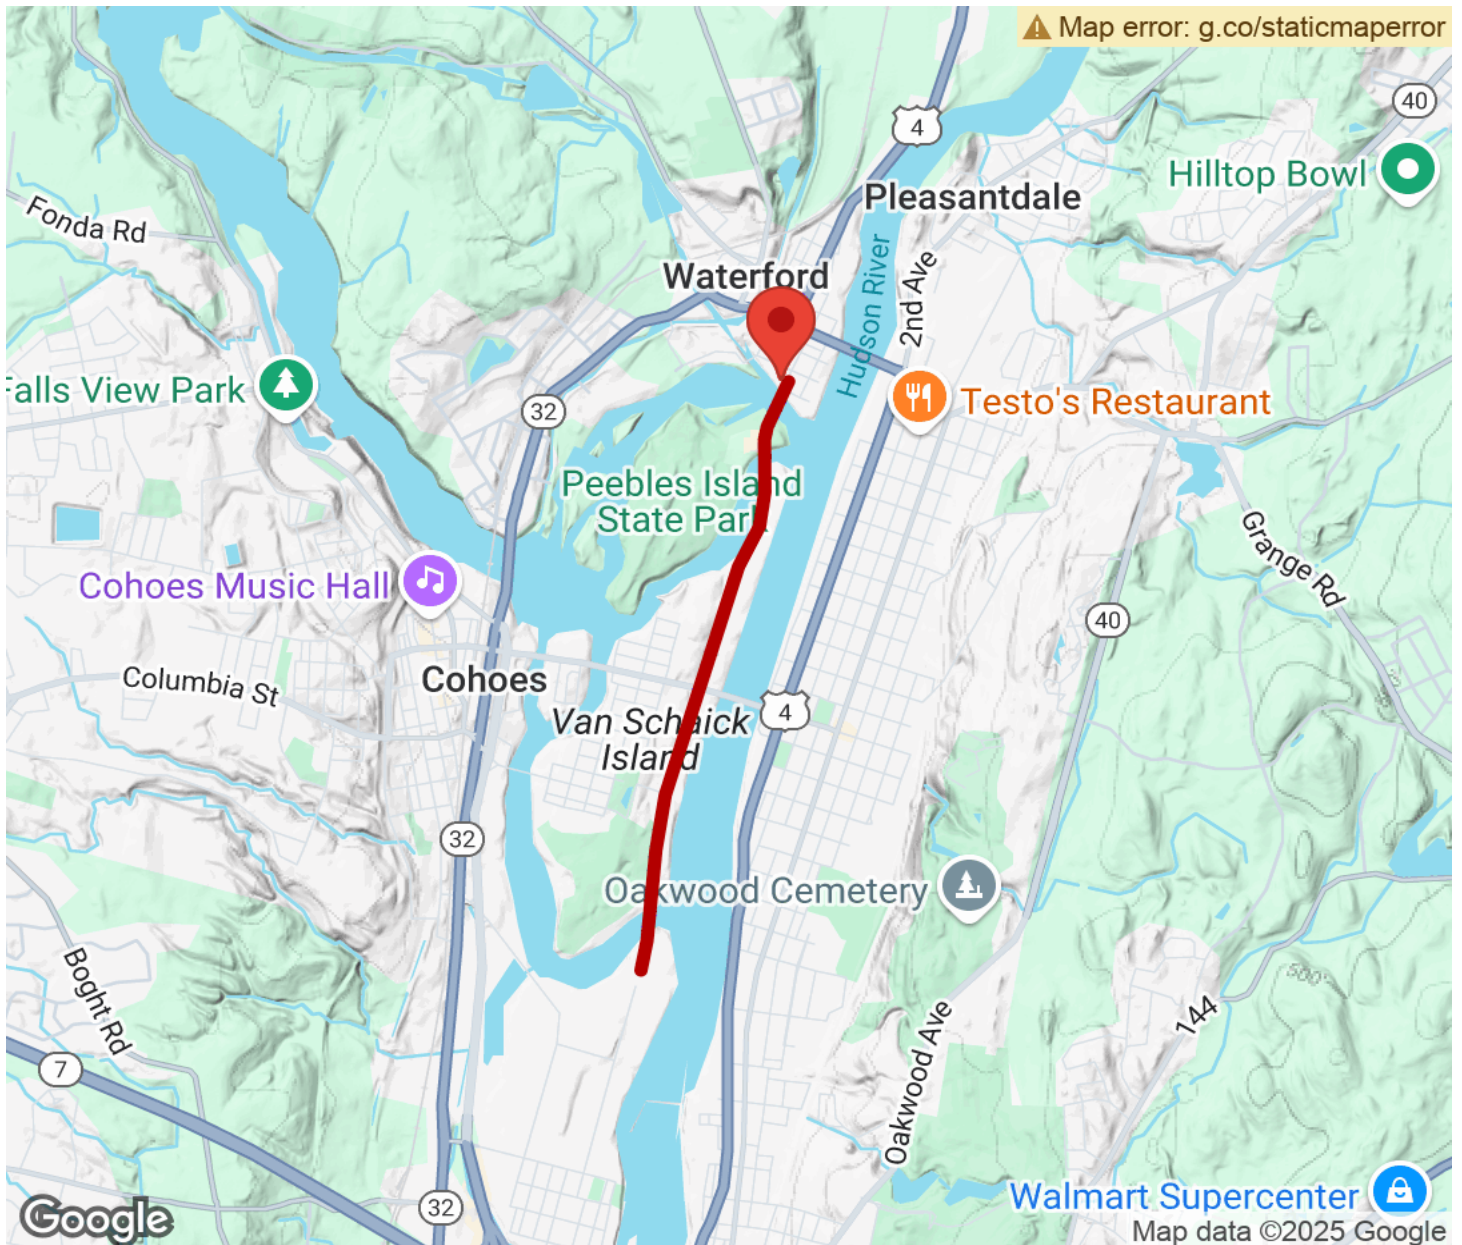 Map error: g.co/staticmaperror
40
4
Hilltop Bowl
Pleasantdale
Fonda Rd
Hudson River
2nd Ave
Waterford
Falls View Park
32
Testo's Restaurant
Peebles Island
State Park
Grange Rd
Cohoes Music Hall
40
Cohoes
Columbia St
Van Schaick
Island
4
32
Oakwood Cemetery
Boght Rd
500'
144
Oakwood Ave
7
Walmart Supercenter
32
Google
Map data ©2025 Google